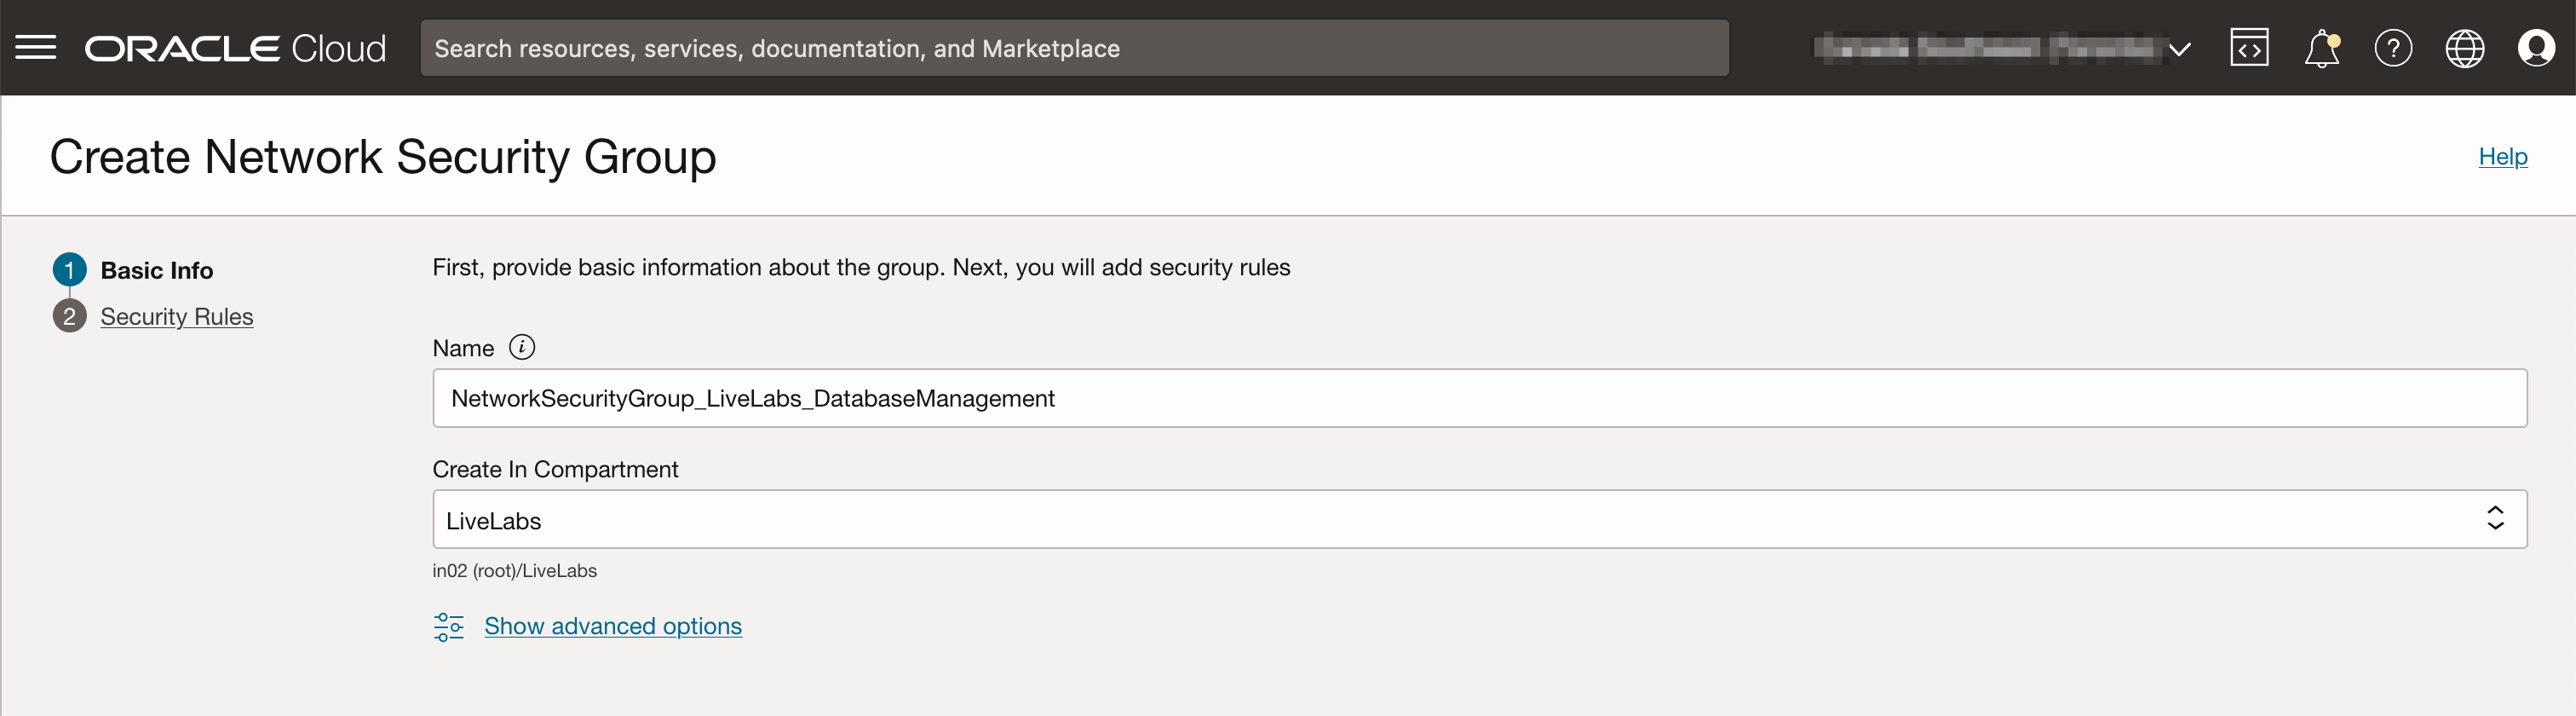 ORACLE Cloud
Search resources, services, documentation, and Marketplace
Create Network Security Group
Help
1 Basic Info
2 Security Rules
First, provide basic information about the group. Next, you will add security rules
Name
NetworkSecurityGroup_LiveLabs_DatabaseManagement
Create In Compartment
LiveLabs
in02 (root)/LiveLabs
Show advanced options